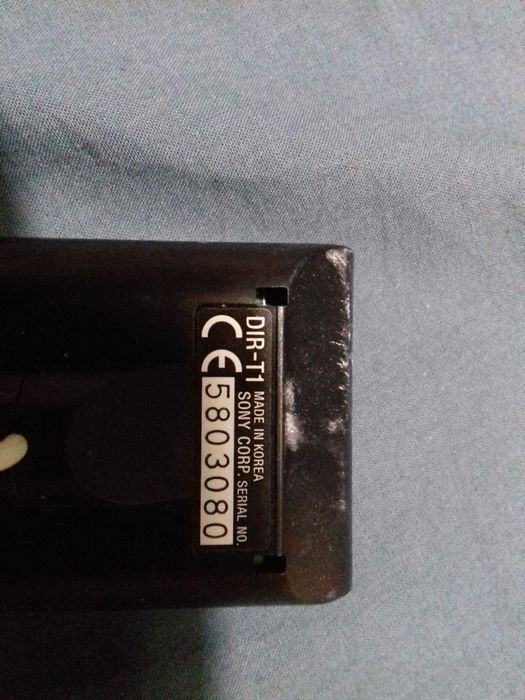 DIR-T1 MADE IN KOREA
SONY CORP. SERIAL NO.
CE 5803080